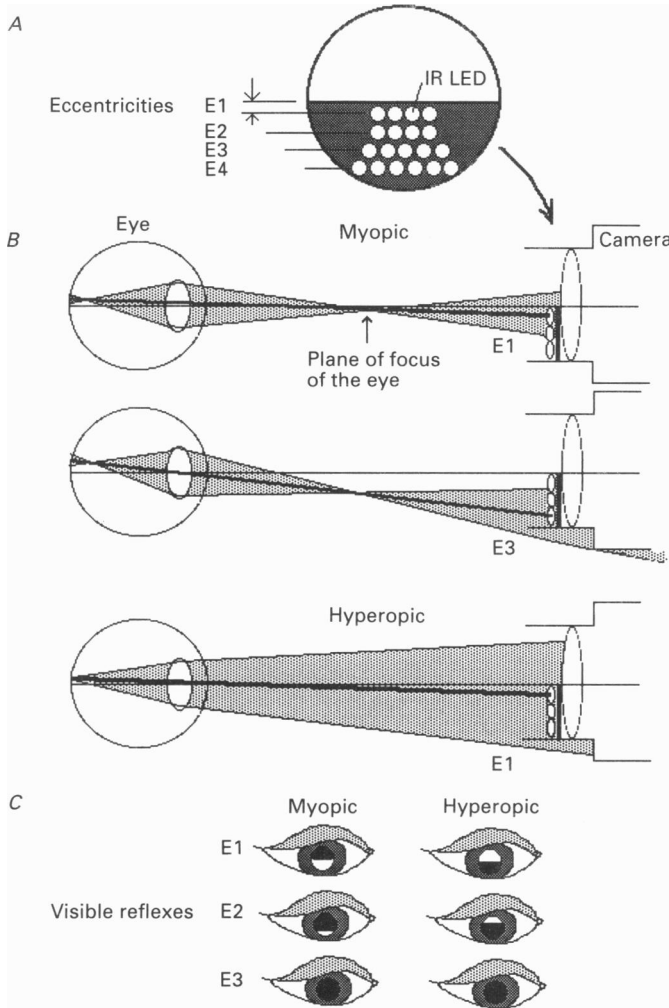 A
IR LED
Eccentricities E1
E2
E3
E4
Eye
Myopic
B
Camera
E1
Plane of focus
of the eye
E3
Hyperopic
E1
C
Myopic Hyperopic
E1
Visible reflexes E2
E3